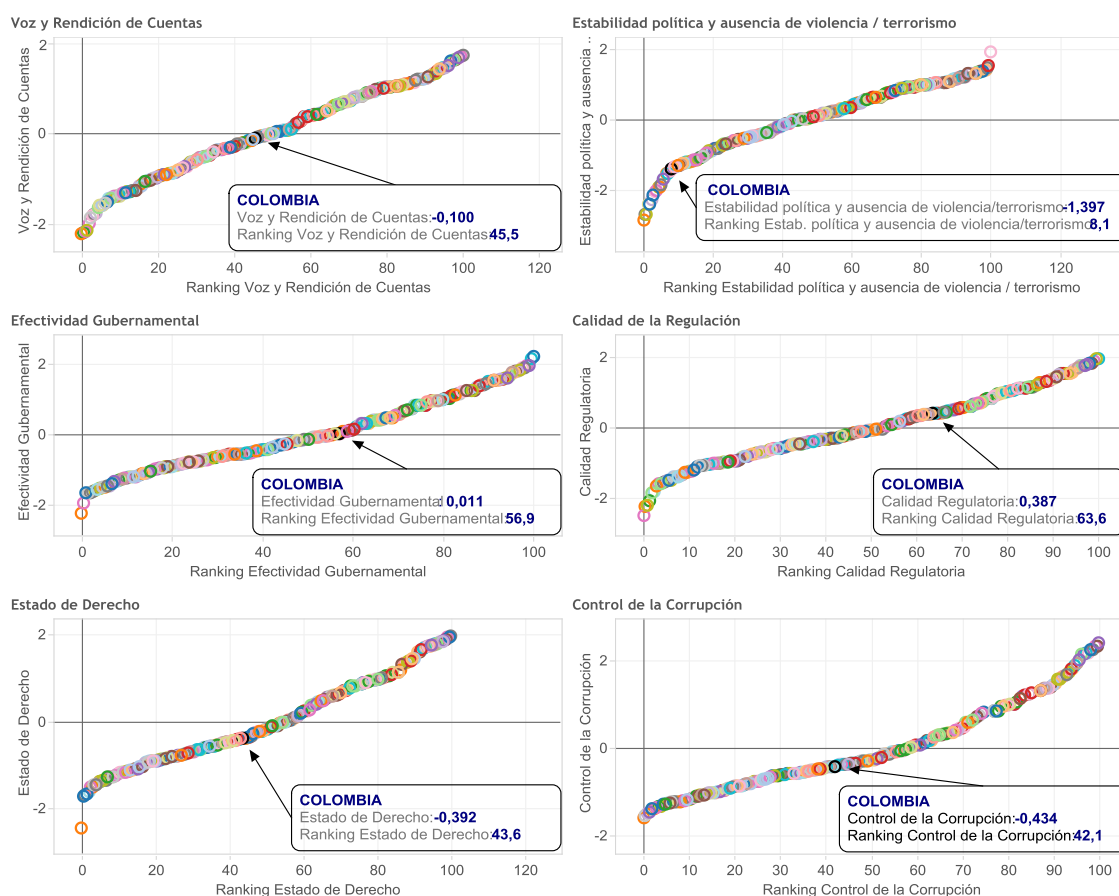 Voz y Rendición de Cuentas
Voz y Rendición de Cuentas
2
0
-2
COLOMBIA
Voz y Rendición de Cuentas:-0,100
Ranking Voz y Rendición de Cuentas:45,5
0 20 40 60 80 100 120
Ranking Voz y Rendición de Cuentas
Estabilidad política y ausencia de violencia / terrorismo
Estabilidad política y ausencia ..
2
0
-2
COLOMBIA
Estabilidad política y ausencia de violencia/terrorismo:-1,397
Ranking Estab. política y ausencia de violencia/terrorismo:8,1
0 20 40 60 80 100 120
Ranking Estabilidad política y ausencia de violencia / terrorismo
Efectividad Gubernamental
Efectividad Gubernamental
2
0
-2
COLOMBIA
Efectividad Gubernamental: 0,011
Ranking Efectividad Gubernamental:56,9
0 20 40 60 80 100
Ranking Efectividad Gubernamental
Calidad de la Regulación
Calidad Regulatoria
2
0
-2
COLOMBIA
Calidad Regulatoria: 0,387
Ranking Calidad Regulatoria:63,6
0 10 20 30 40 50 60 70 80 90 100
Ranking Calidad Regulatoria
Estado de Derecho
Estado de Derecho
2
0
-2
COLOMBIA
Estado de Derecho:-0,392
Ranking Estado de Derecho:43,6
0 20 40 60 80 100 120
Ranking Estado de Derecho
Control de la Corrupción
Control de la Corrupción
2
0
-2
COLOMBIA
Control de la Corrupción:-0,434
Ranking Control de la Corrupción:42,1
0 10 20 30 40 50 60 70 80 90 100
Ranking Control de la Corrupción